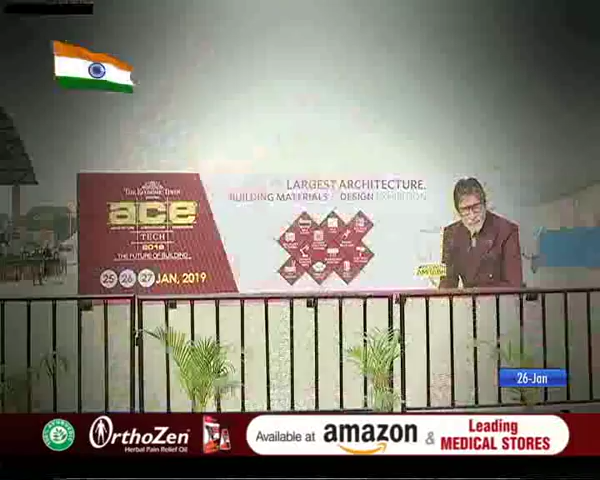 THE ECONOMIC TIMES
ace
TECH
THE FUTURE OF BUILDING
25 26 27 JAN, 2019
LARGEST ARCHITECTURE,
BUILDING MATERIALS & DESIGN EXHIBITION
26-Jan
OrthoZen
Herbal Pain Relief Oil
Available at amazon &
Leading
MEDICAL STORES